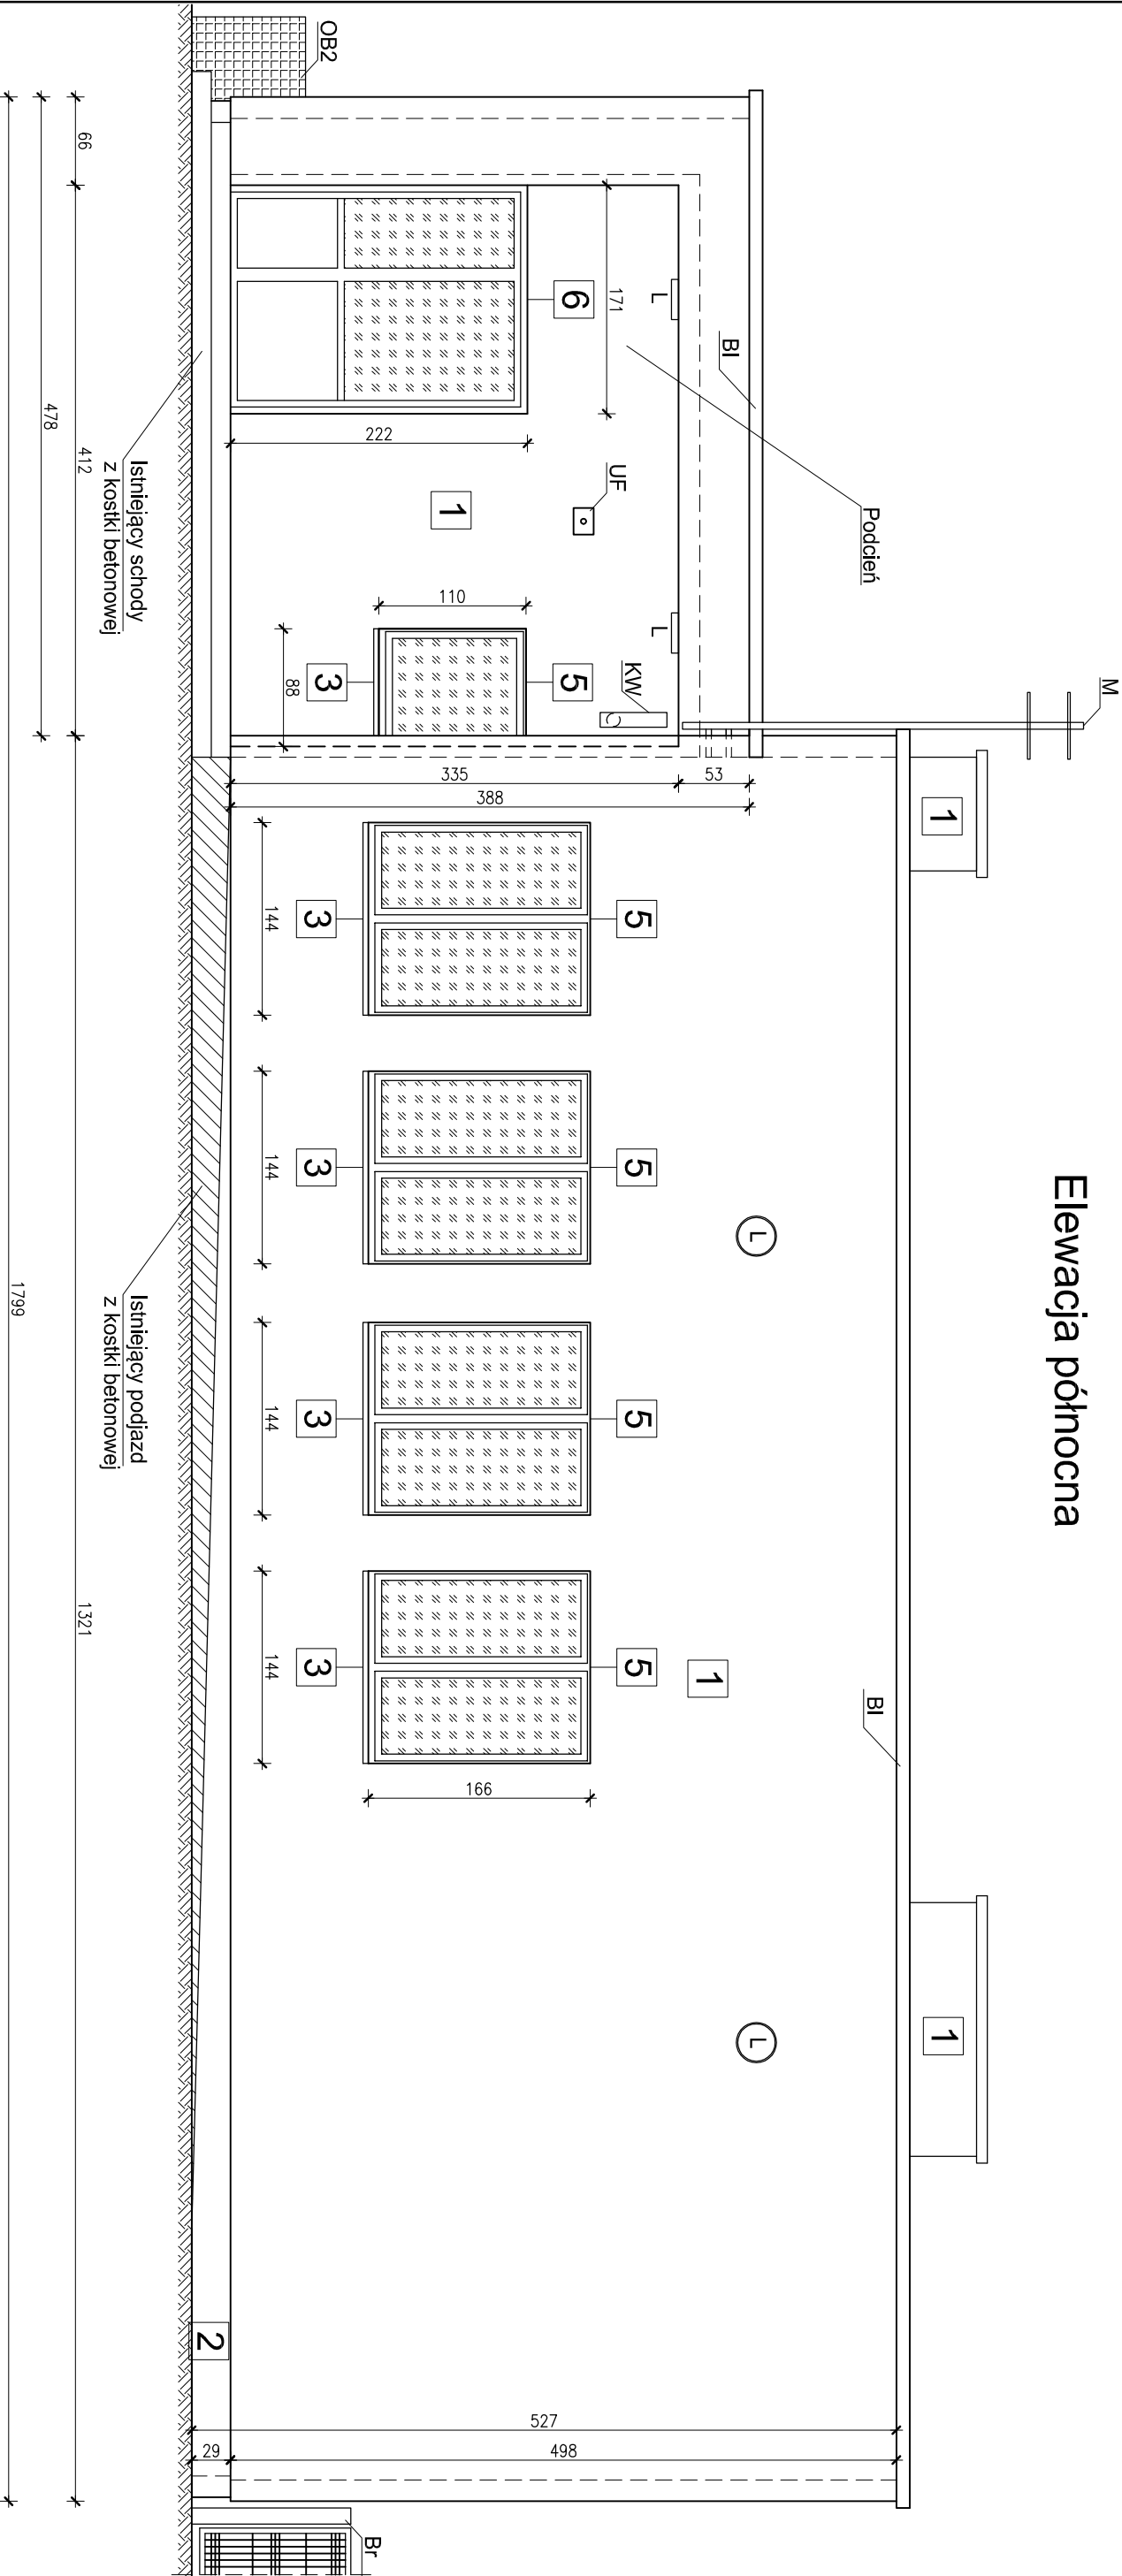 Elewacja północna
M
Podcień
BI
BI
L
L
KW
UF
OB2
Br
6
171
222
1
110
5
3
88
53
335
388
1
1
1
L
L
5
5
5
5
3
3
3
3
144
144
144
144
166
2
527
498
29
Istniejący schody
z kostki betonowej
Istniejący podjazd
z kostki betonowej
66
412
1321
478
1799